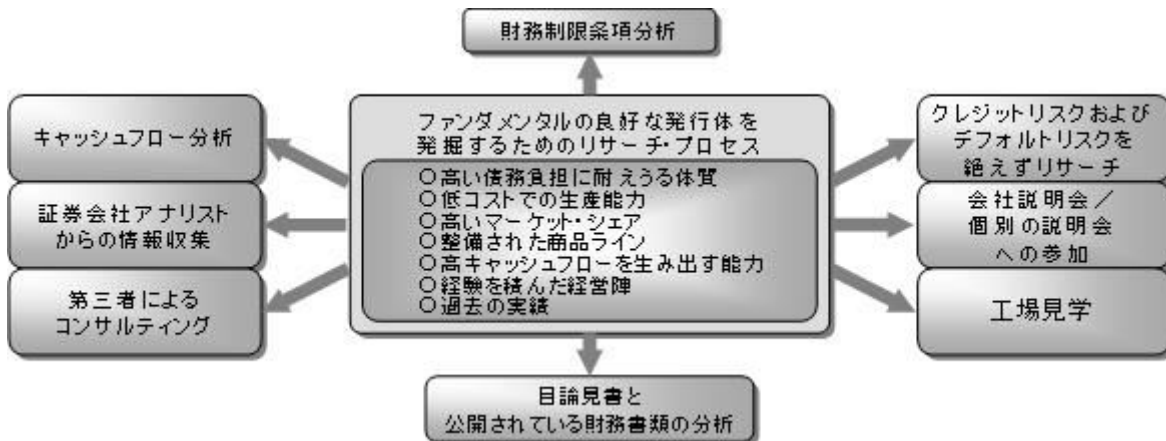 財務制限条項分析
キャッシュフロー分析
証券会社アナリスト
からの情報収集
第三者による
コンサルティング
ファンダメンタルの良好な発行体を
発掘するためのリサーチ・プロセス
○高い債務負担に耐えうる体質
○低コストでの生産能力
○高いマーケット・シェア
○整備された商品ライン
○高キャッシュフローを生み出す能力
○経験を積んだ経営陣
○過去の実績
クレジットリスクおよび
デフォルトリスクを
絶えずリサーチ
会社説明会／
個別の説明会
への参加
工場見学
目論見書と
公開されている財務書類の分析